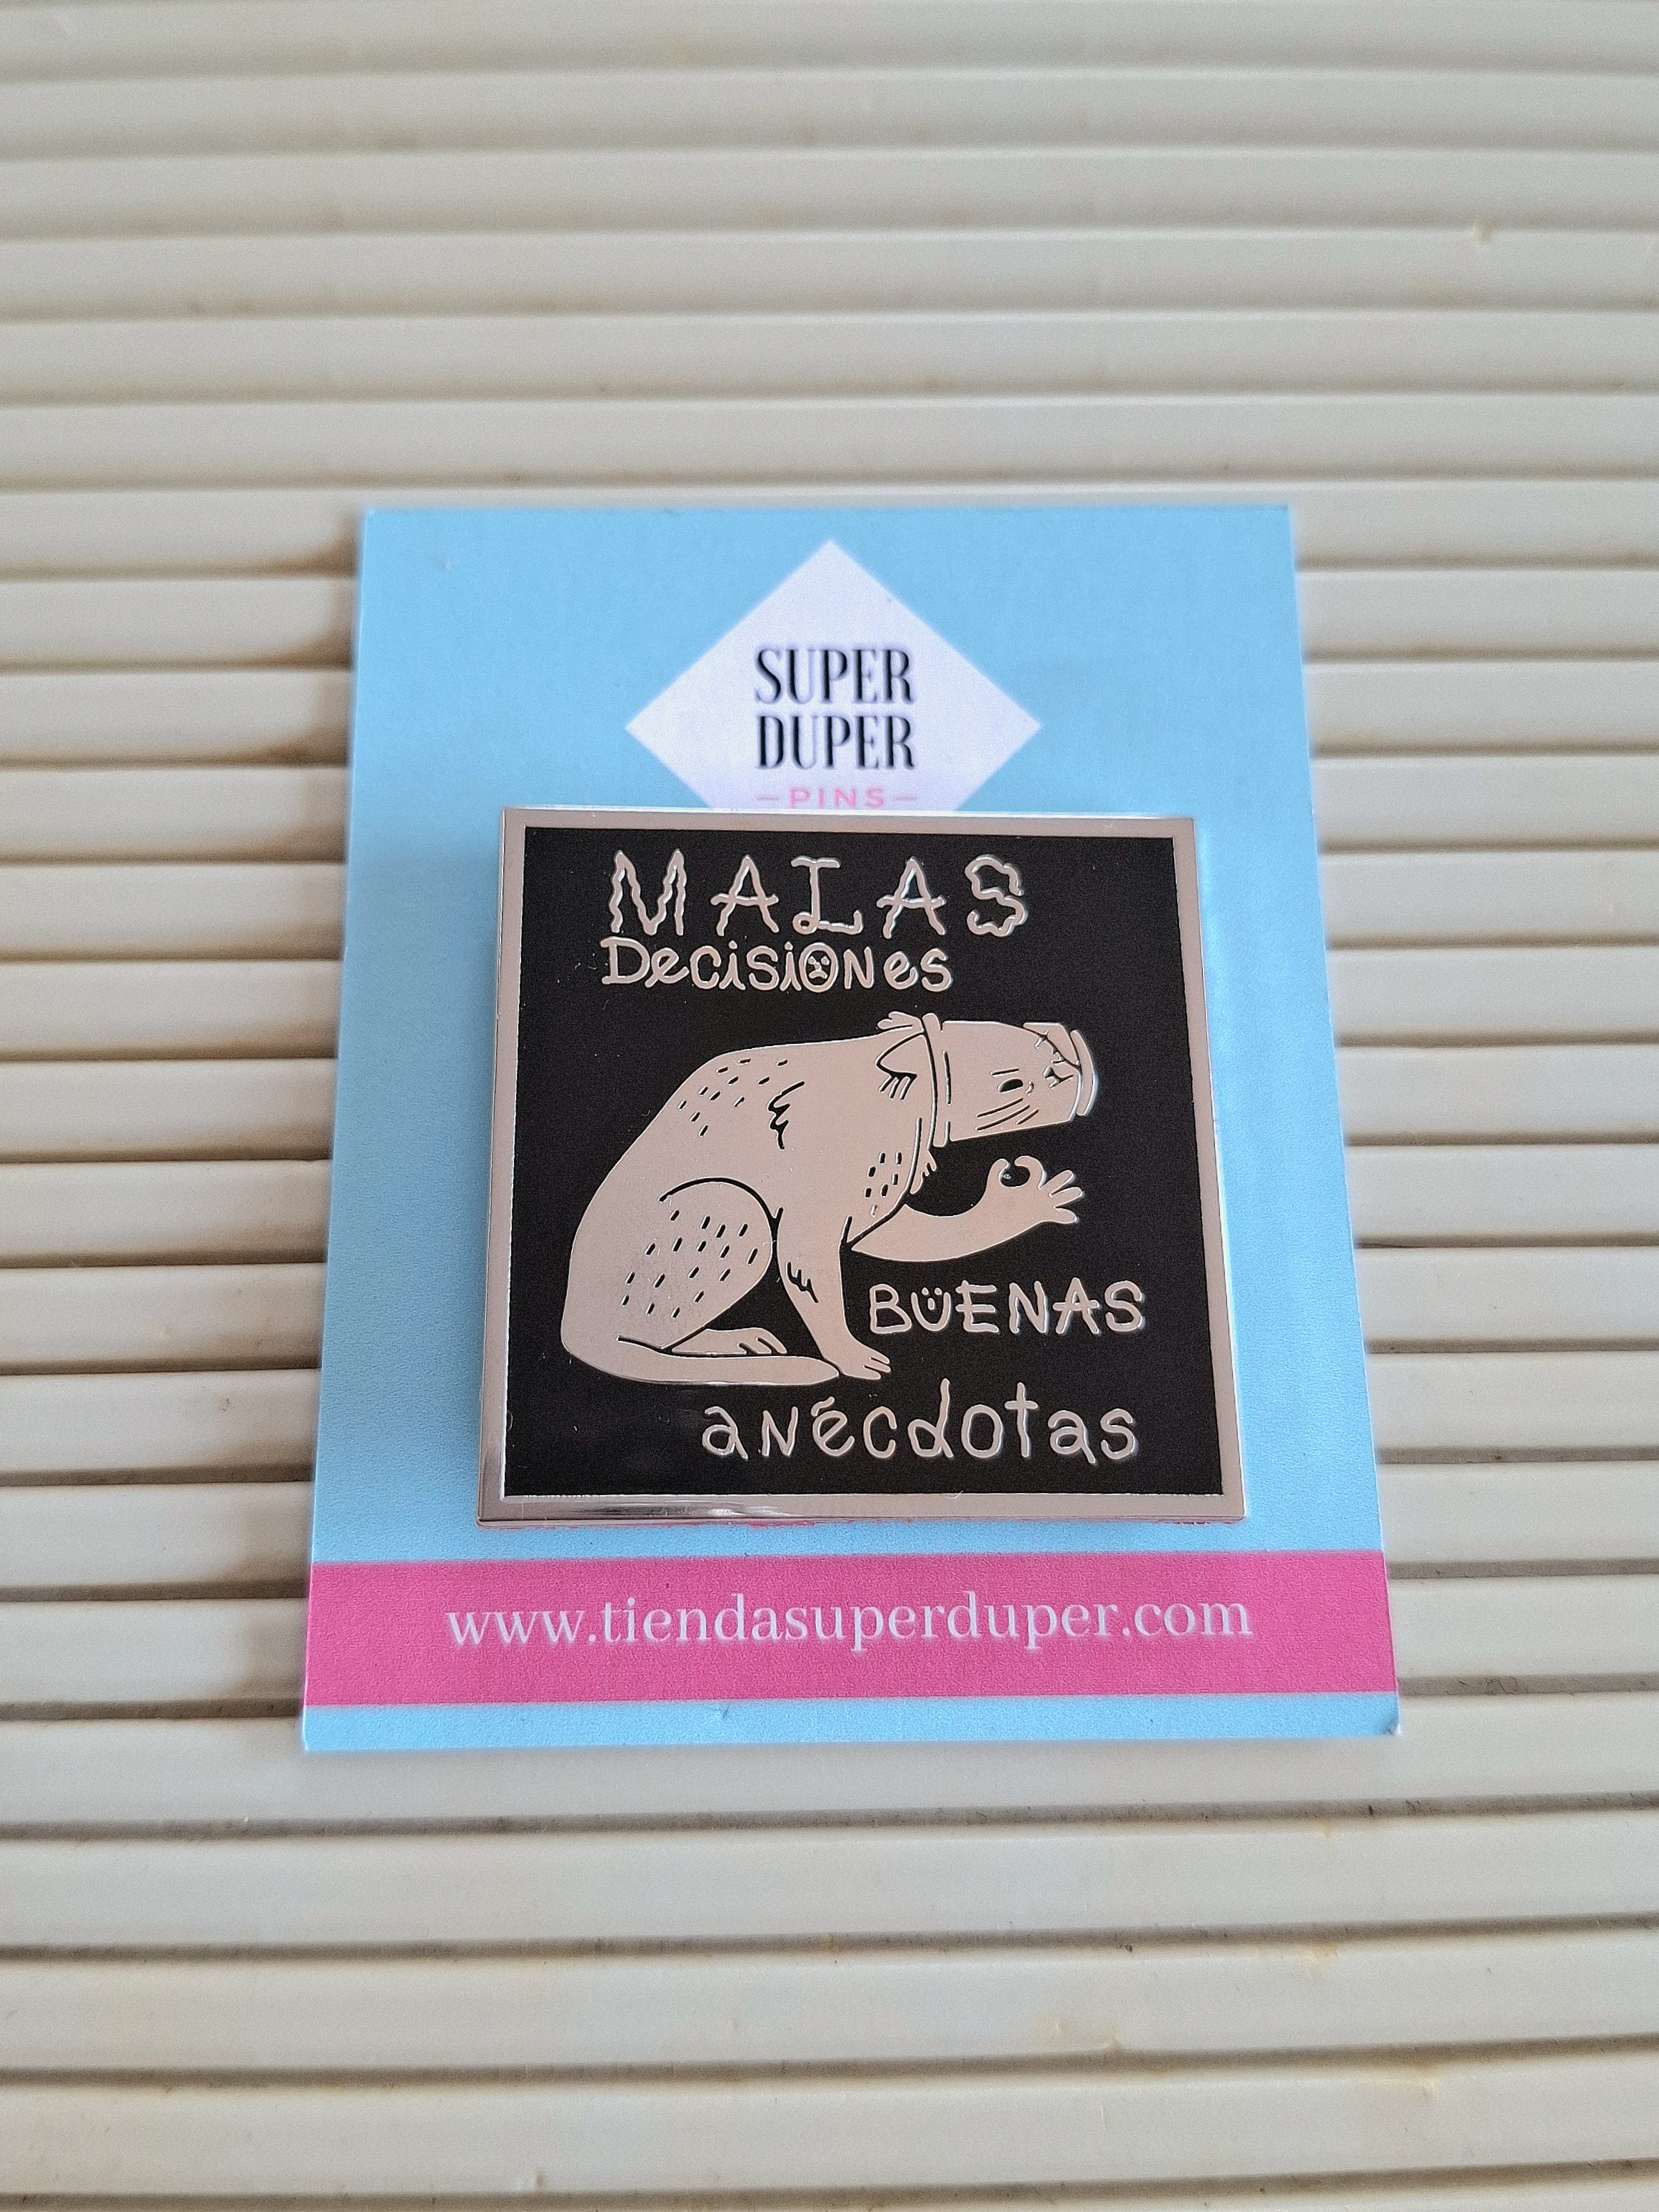 SUPER
DUPER
-PINS-
MALAS
DecisiONes
BÜENAS
aNécdotas
www.tiendasuperduper.com